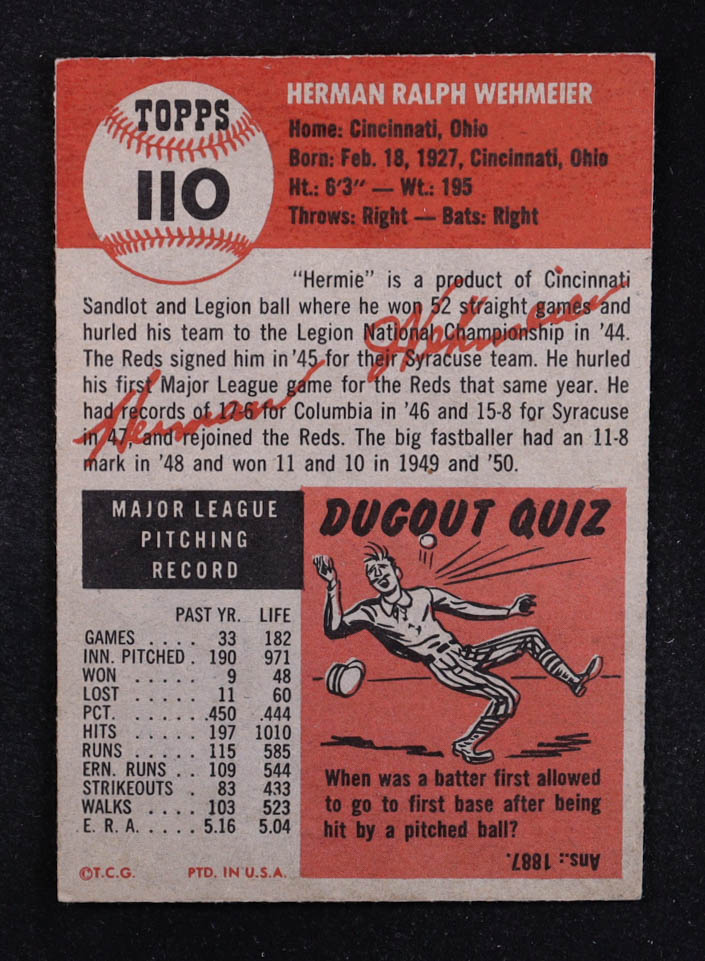 TOPPS
110
HERMAN RALPH WEHMEIER
Home: Cincinnati, Ohio
Born: Feb. 18, 1927, Cincinnati, Ohio
Ht.: 6'3" — Wt.: 195
Throws: Right — Bats: Right
"Hermie" is a product of Cincinnati
Sandlot and Legion ball where he won 52 straight games and
hurled his team to the Legion National Championship in '44.
The Reds signed him in '45 for their Syracuse team. He hurled
his first Major League game for the Reds that same year. He
had records of 17-6 for Columbia in '46 and 15-8 for Syracuse
in '47, and rejoined the Reds. The big fastballer had an 11-8
mark in '48 and won 11 and 10 in 1949 and '50.
Herman Wehmeier
MAJOR LEAGUE
PITCHING
RECORD
PAST YR. LIFE
GAMES . . . . 33 182
INN. PITCHED . 190 971
WON . . . . . 9 48
LOST . . . . . 11 60
PCT. . . . . . .450 .444
HITS . . . . . 197 1010
RUNS . . . . . 115 585
ERN. RUNS . . 109 544
STRIKEOUTS . 83 433
WALKS . . . . 103 523
E. R. A. . . . . 5.16 5.04
©T.C.G. PTD. IN U.S.A.
DUGOUT QUIZ
When was a batter first allowed
to go to first base after being
hit by a pitched ball?
Ans.: 1887.